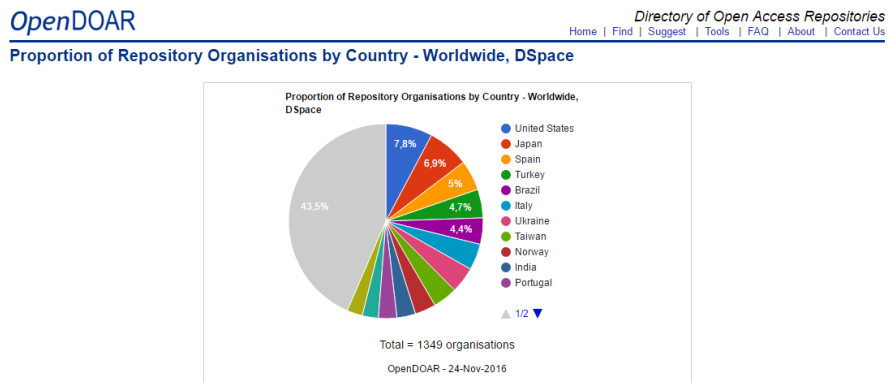 OpenDOAR
Directory of Open Access Repositories
Home | Find | Suggest | Tools | FAQ | About | Contact Us
Proportion of Repository Organisations by Country - Worldwide, DSpace
Proportion of Repository Organisations by Country - Worldwide,
DSpace
7,8%
6,9%
5%
4,7%
4,4%
43,5%
United States
Japan
Spain
Turkey
Brazil
Italy
Ukraine
Taiwan
Norway
India
Portugal
1/2
Total = 1349 organisations
OpenDOAR - 24-Nov-2016